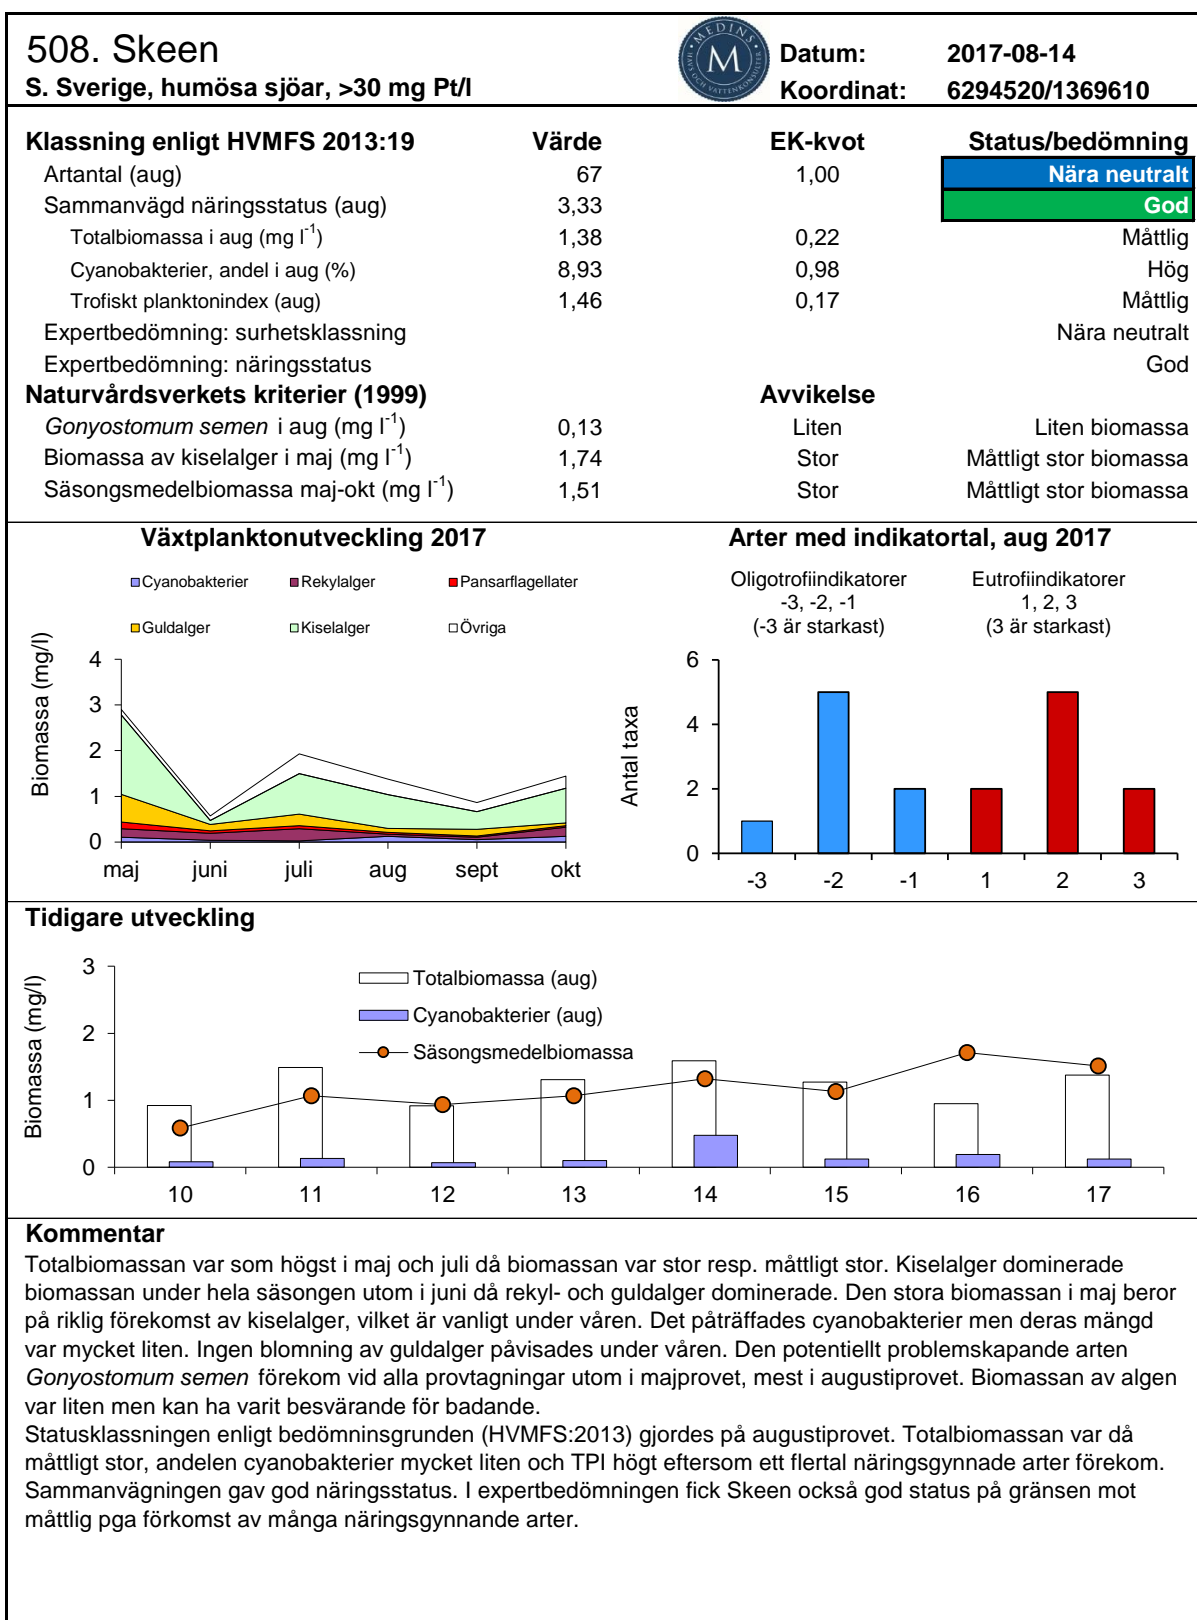 508. Skeen
S. Sverige, humösa sjöar, >30 mg Pt/l
MEDINS
M
HAVS OCH VATTENKONSULTER
Datum: 2017-08-14
Koordinat: 6294520/1369610
Klassning enligt HVMFS 2013:19 Värde EK-kvot Status/bedömning
Artantal (aug) 67 1,00 Nära neutralt
Sammanvägd näringsstatus (aug) 3,33 God
Totalbiomassa i aug (mg l⁻¹) 1,38 0,22 Måttlig
Cyanobakterier, andel i aug (%) 8,93 0,98 Hög
Trofiskt planktonindex (aug) 1,46 0,17 Måttlig
Expertbedömning: surhetsklassning Nära neutralt
Expertbedömning: näringsstatus God
Naturvårdsverkets kriterier (1999) Avvikelse
Gonyostomum semen i aug (mg l⁻¹) 0,13 Liten Liten biomassa
Biomassa av kiselalger i maj (mg l⁻¹) 1,74 Stor Måttligt stor biomassa
Säsongsmedelbiomassa maj-okt (mg l⁻¹) 1,51 Stor Måttligt stor biomassa
Växtplanktonutveckling 2017
Cyanobakterier Rekylalger Pansarflagellater
Guldalger Kiselalger Övriga
Biomassa (mg/l)
4
3
2
1
0
maj juni juli aug sept okt
Arter med indikatortal, aug 2017
Oligotrofiindikatorer Eutrofiindikatorer
-3, -2, -1 1, 2, 3
(-3 är starkast) (3 är starkast)
Antal taxa
6
4
2
0
-3 -2 -1 1 2 3
Tidigare utveckling
Biomassa (mg/l)
3
2
1
0
Totalbiomassa (aug)
Cyanobakterier (aug)
Säsongsmedelbiomassa
10 11 12 13 14 15 16 17
Kommentar
Totalbiomassan var som högst i maj och juli då biomassan var stor resp. måttligt stor. Kiselalger dominerade
biomassan under hela säsongen utom i juni då rekyl- och guldalger dominerade. Den stora biomassan i maj beror
på riklig förekomst av kiselalger, vilket är vanligt under våren. Det påträffades cyanobakterier men deras mängd
var mycket liten. Ingen blomning av guldalger påvisades under våren. Den potentiellt problemskapande arten
Gonyostomum semen förekom vid alla provtagningar utom i majprovet, mest i augustiprovet. Biomassan av algen
var liten men kan ha varit besvärande för badande.
Statusklassningen enligt bedömninsgrunden (HVMFS:2013) gjordes på augustiprovet. Totalbiomassan var då
måttligt stor, andelen cyanobakterier mycket liten och TPI högt eftersom ett flertal näringsgynnade arter förekom.
Sammanvägningen gav god näringsstatus. I expertbedömningen fick Skeen också god status på gränsen mot
måttlig pga förkomst av många näringsgynnande arter.